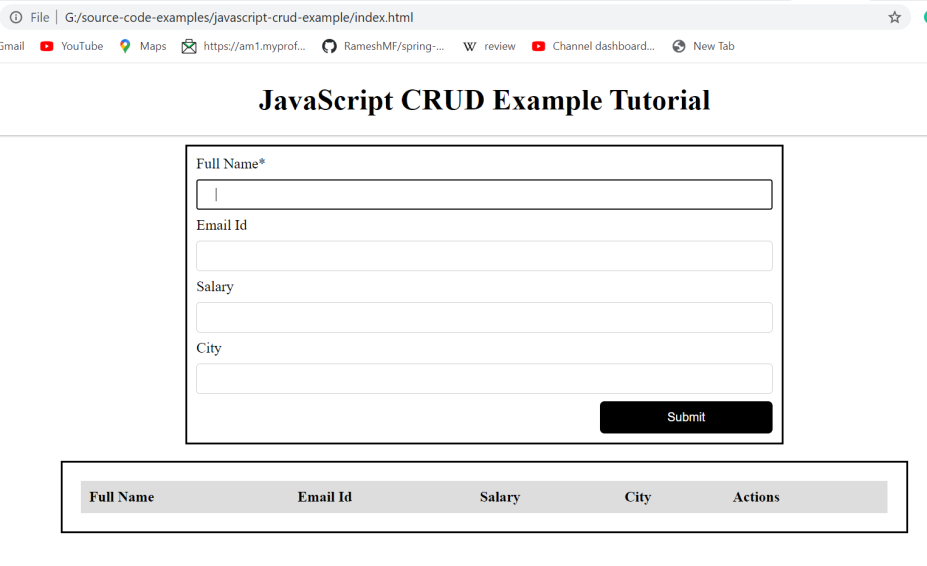 File | G:/source-code-examples/javascript-crud-example/index.html
YouTube Maps https://am1.myprof... RameshMF/spring-... W review Channel dashboard... New Tab
JavaScript CRUD Example Tutorial
Full Name*
Email Id
Salary
City
Submit
Full Name Email Id Salary City Actions